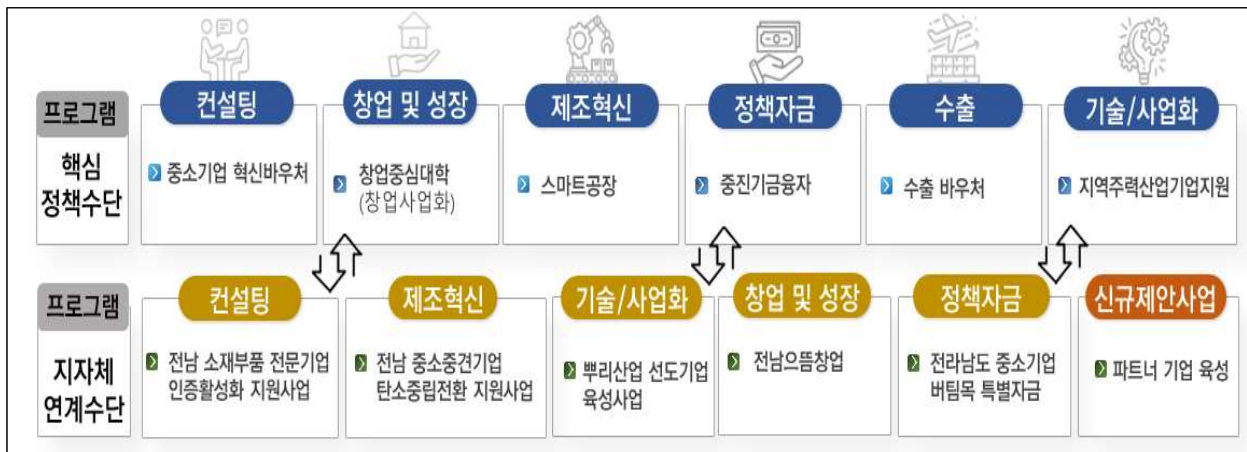 프로그램
핵심
정책수단
컨설팅
중소기업 혁신바우처
창업 및 성장
창업중심대학
(창업사업화)
제조혁신
스마트공장
정책자금
중진기금융자
수출
수출 바우처
기술/사업화
지역주력산업기업지원
프로그램
지자체
연계수단
컨설팅
전남 소재부품 전문기업
인증활성화 지원사업
제조혁신
전남 중소중견기업
탄소중립전환 지원사업
기술/사업화
뿌리산업 선도기업
육성사업
창업 및 성장
전남으뜸창업
정책자금
전라남도 중소기업
버팀목 특별자금
신규제안사업
파트너 기업 육성